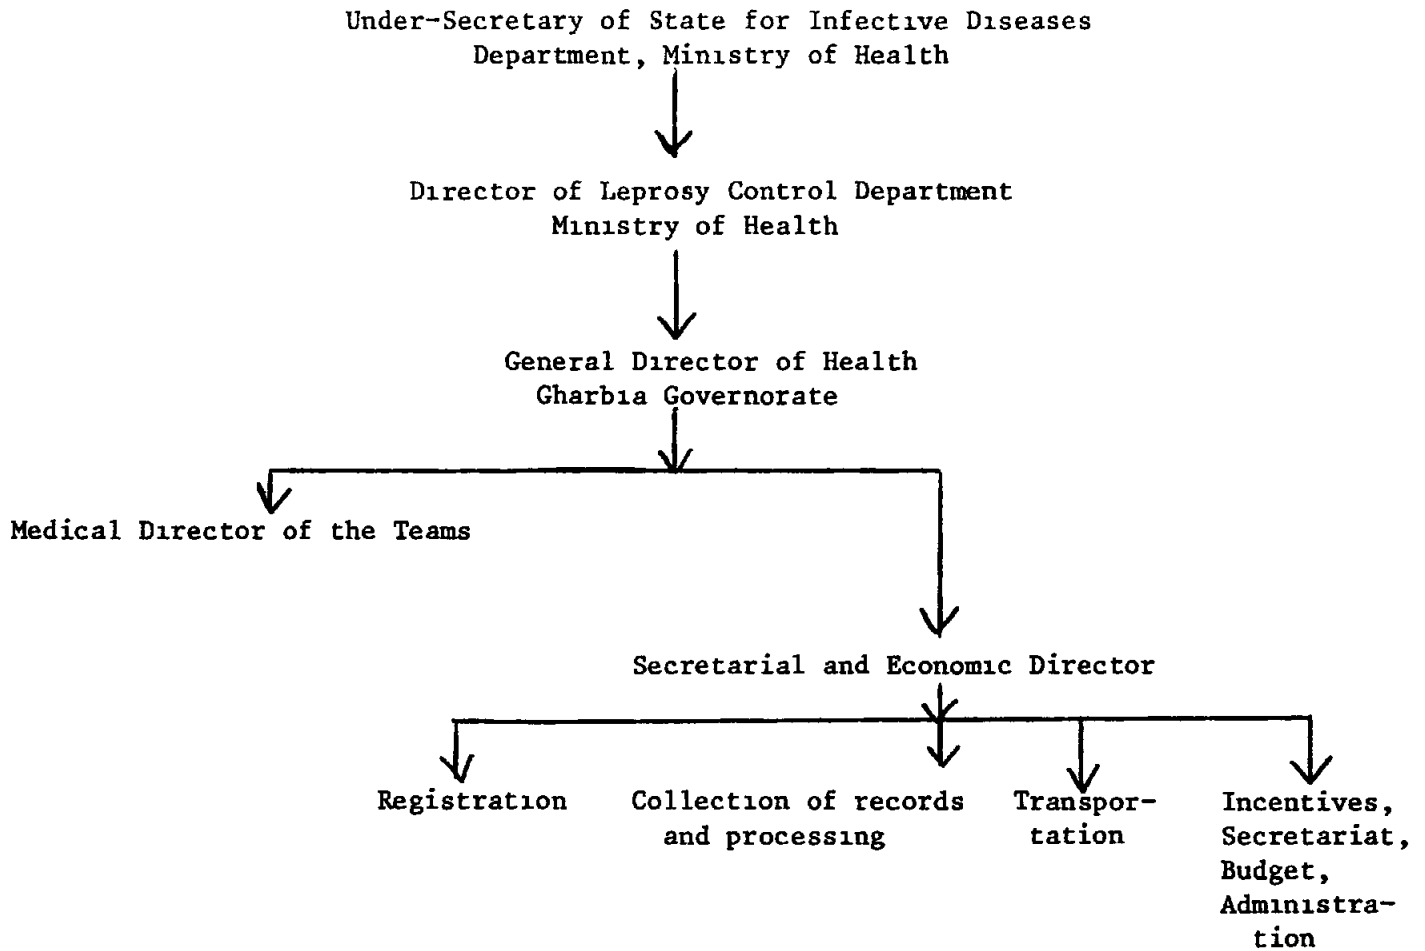 Under-Secretary of State for Infective Diseases
Department, Ministry of Health
Director of Leprosy Control Department
Ministry of Health
General Director of Health
Gharbia Governorate
Medical Director of the Teams
Secretarial and Economic Director
Registration
Collection of records
and processing
Transpor-
tation
Incentives,
Secretariat,
Budget,
Administra-
tion